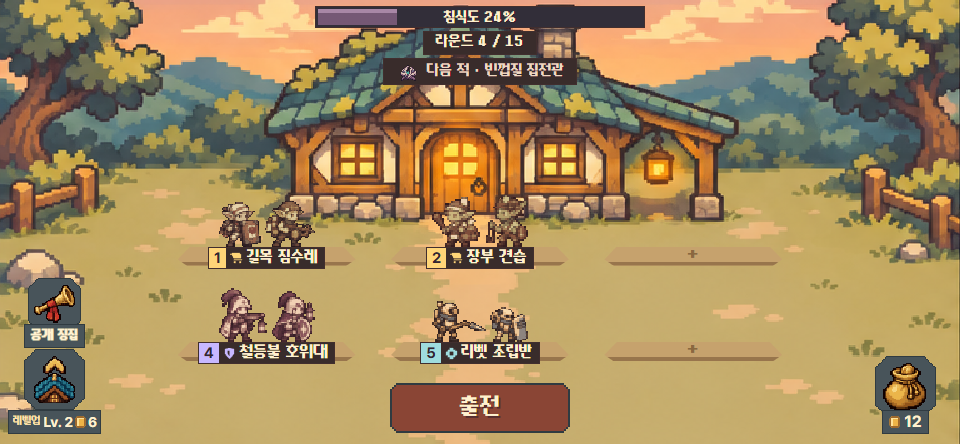 침식도 24%
라운드 4 / 15
다음 적 · 빈껍질 집전관
1 길목 짐수레
2 장부 견습
+
4 철등불 호위대
5 리벳 조립반
+
공개 징집
레벨업 Lv. 2 6
출전
12